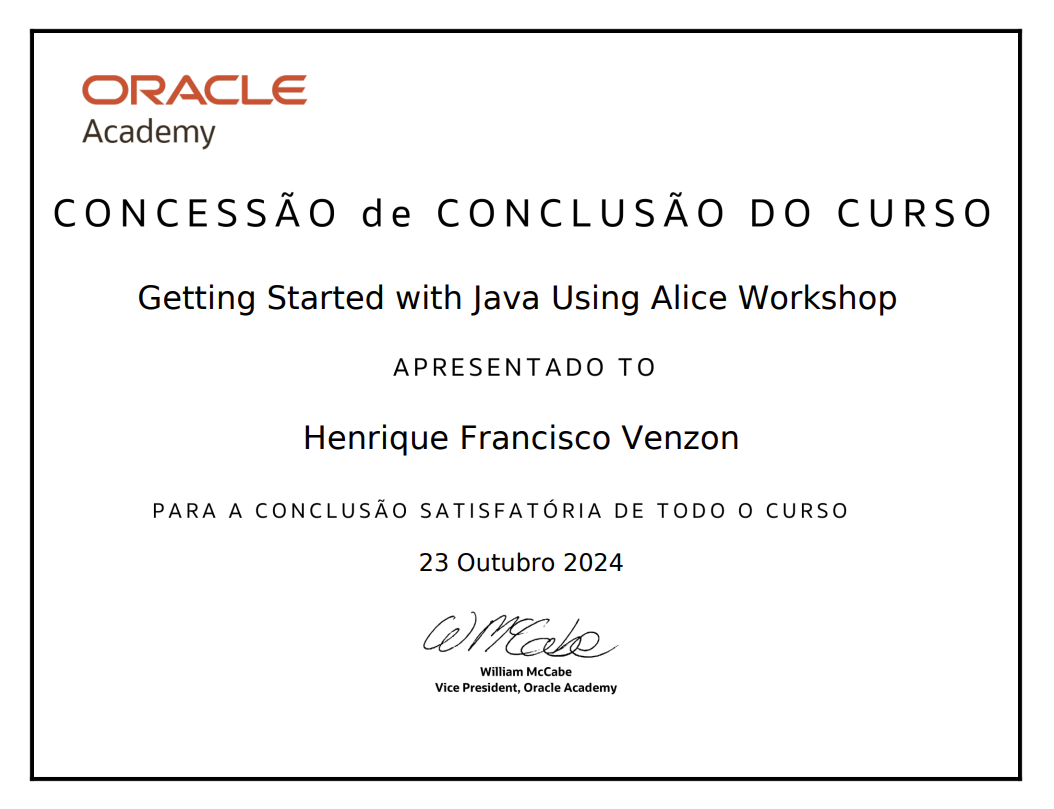 ORACLE
Academy
CONCESSÃO de CONCLUSÃO DO CURSO
Getting Started with Java Using Alice Workshop
APRESENTADO TO
Henrique Francisco Venzon
PARA A CONCLUSÃO SATISFATÓRIA DE TODO O CURSO
23 Outubro 2024
WMcCabe
William McCabe
Vice President, Oracle Academy